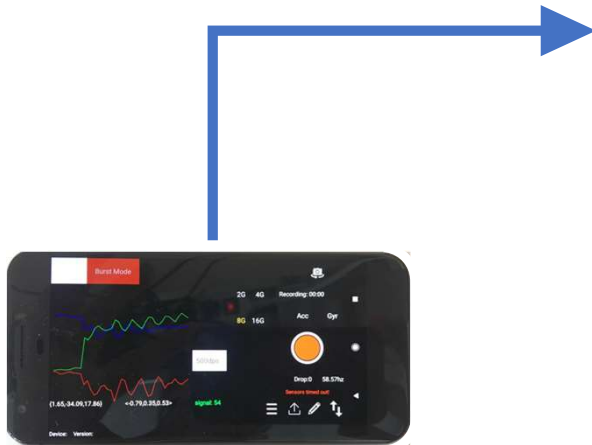 Burst Mode
2G 4G Recording: 00:00
8G 16G Acc Gyr
500dps
Drop:0 58.57hz
Sensors timed out!
{1.65,-34.09,17.86} <-0.79,0.35,0.53> signal: 54
Device: Version: